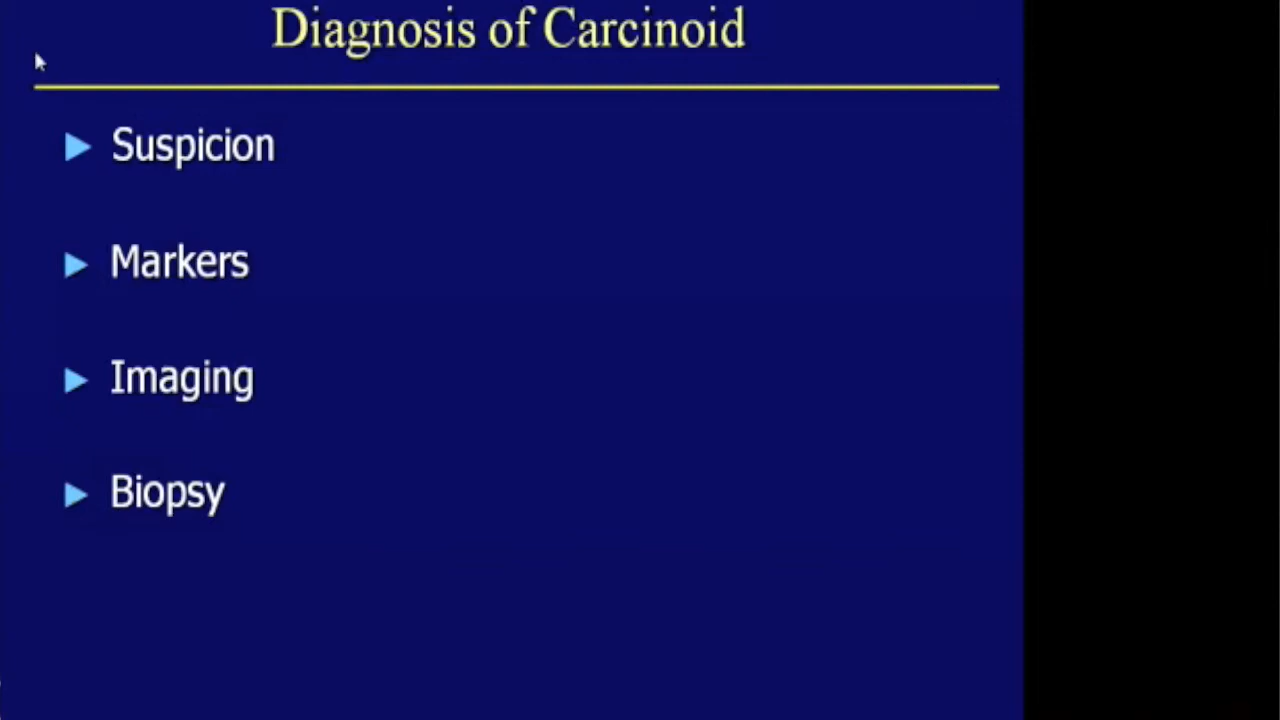 Diagnosis of Carcinoid
Suspicion
Markers
Imaging
Biopsy